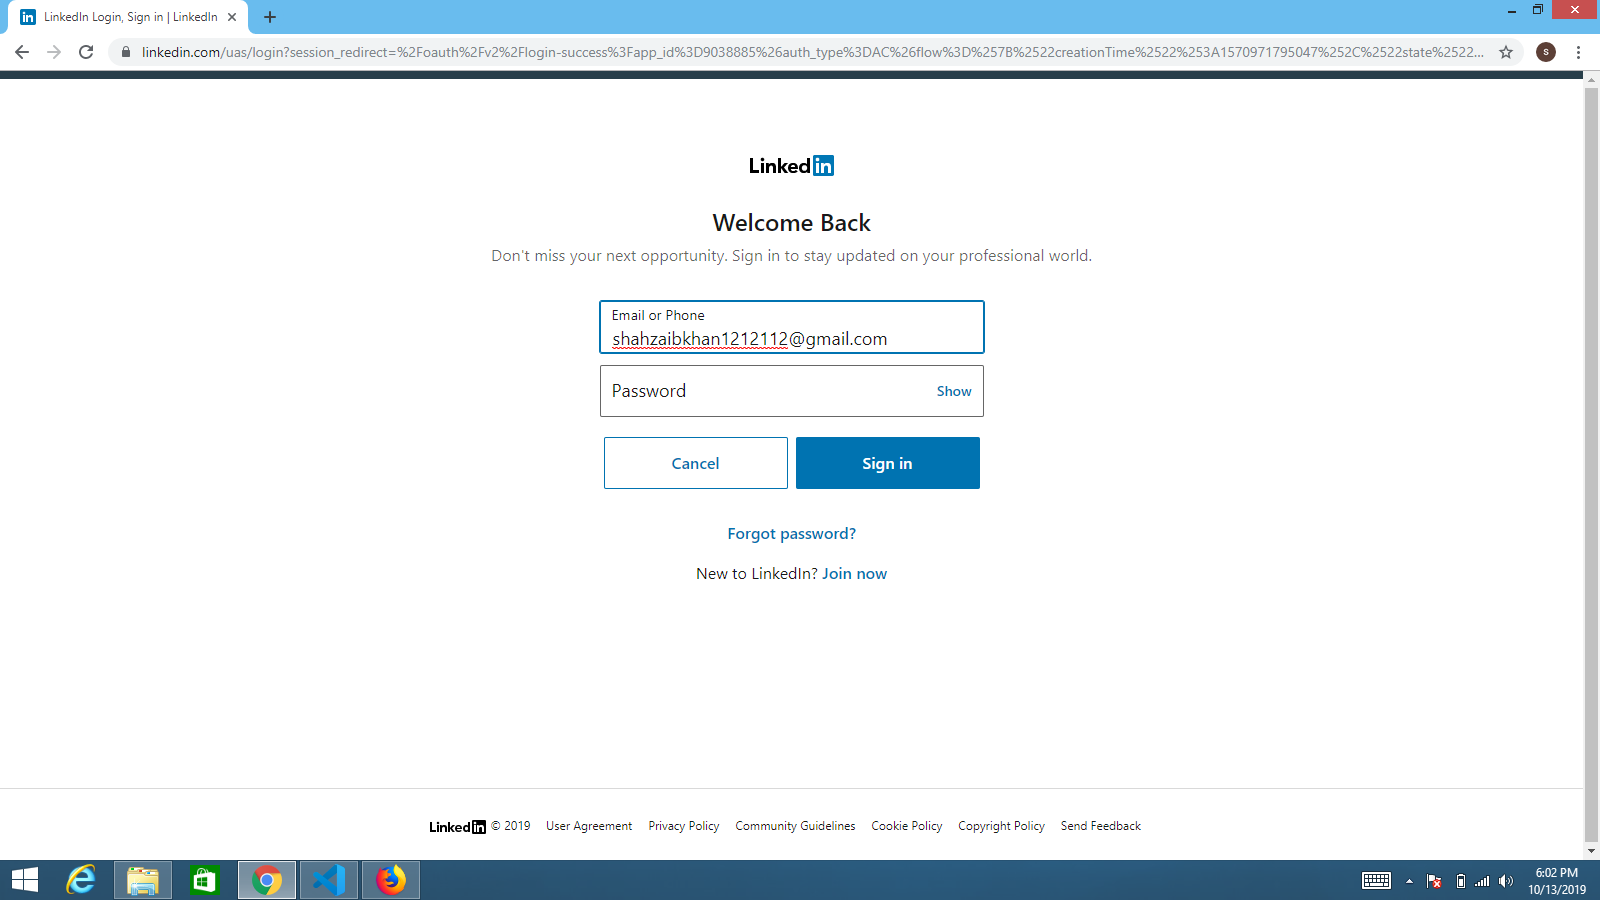 LinkedIn Login, Sign in | LinkedIn
linkedin.com/uas/login?session_redirect=%2Foauth%2Fv2%2Flogin-success%3Fapp_id%3D9038885%26auth_type%3DAC%26flow%3D%257B%2522creationTime%2522%253A1570971795047%252C%2522state%2522...
S
Linked in
Welcome Back
Don't miss your next opportunity. Sign in to stay updated on your professional world.
Email or Phone
shahzaibkhan1212112@gmail.com
Password Show
Cancel Sign in
Forgot password?
New to LinkedIn? Join now
Linked in © 2019 User Agreement Privacy Policy Community Guidelines Cookie Policy Copyright Policy Send Feedback
6:02 PM
10/13/2019